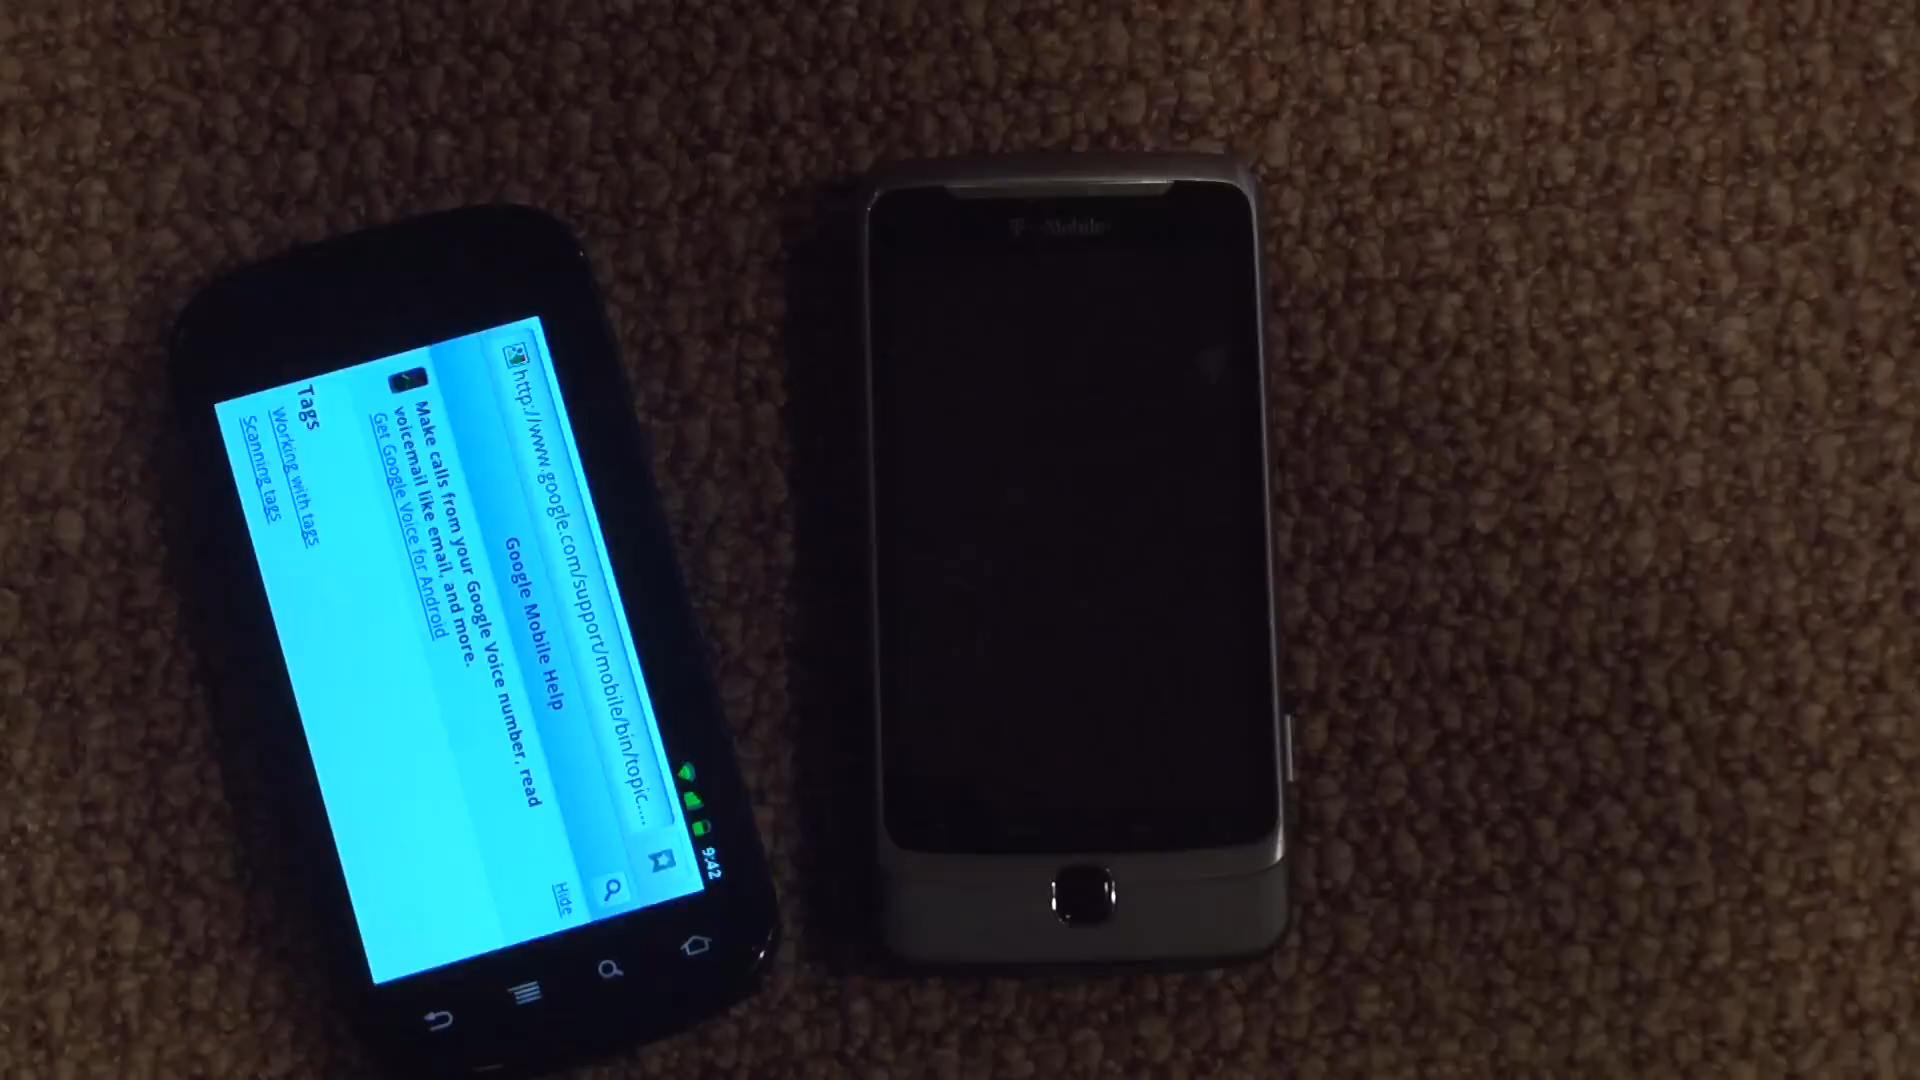 9:42
http://www.google.com/support/mobile/bin/topic....
Google Mobile Help
Hide
Make calls from your Google Voice number, read
voicemail like email, and more.
Get Google Voice for Android
Tags
Working with tags
Scanning tags
T-Mobile